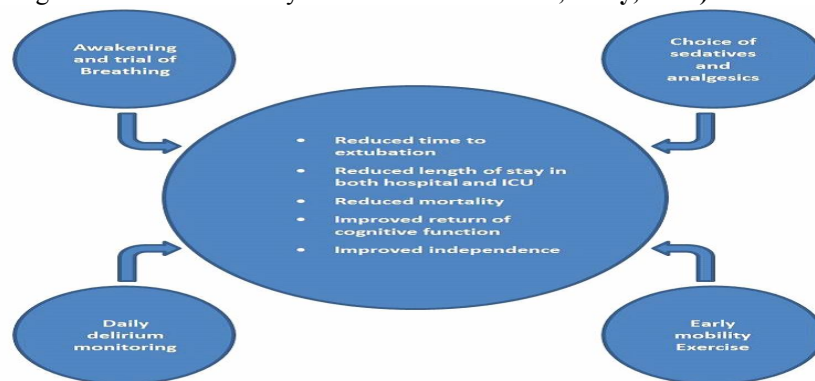 Awakening
and trial of
Breathing
Choice of
sedatives
and
analgesics
• Reduced time to
extubation
• Reduced length of stay in
both hospital and ICU
• Reduced mortality
• Improved return of
cognitive function
• Improved independence
Daily
delirium
monitoring
Early
mobility
Exercise